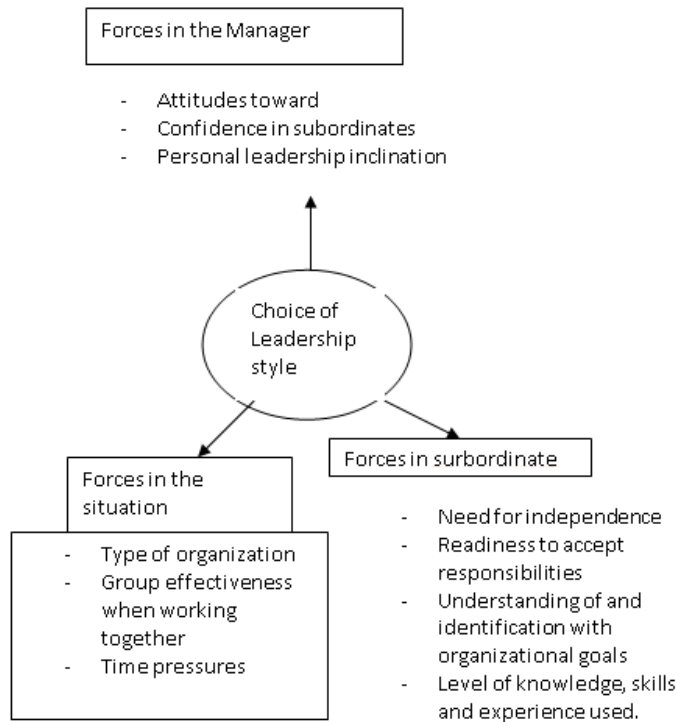 Forces in the Manager
- Attitudes toward
- Confidence in subordinates
- Personal leadership inclination
Choice of
Leadership
style
Forces in the
situation
- Type of organization
- Group effectiveness
when working
together
- Time pressures
Forces in surbordinate
- Need for independence
- Readiness to accept
responsibilities
- Understanding of and
identification with
organizational goals
- Level of knowledge, skills
and experience used.